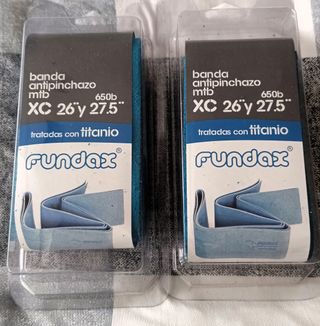 banda
antipinchazo
mtb
650b
XC 26" y 27.5"
tratadas con titanio
FUNDAX®
banda
antipinchazo
mtb
650b
XC 26" y 27.5"
tratadas con titanio
FUNDAX®